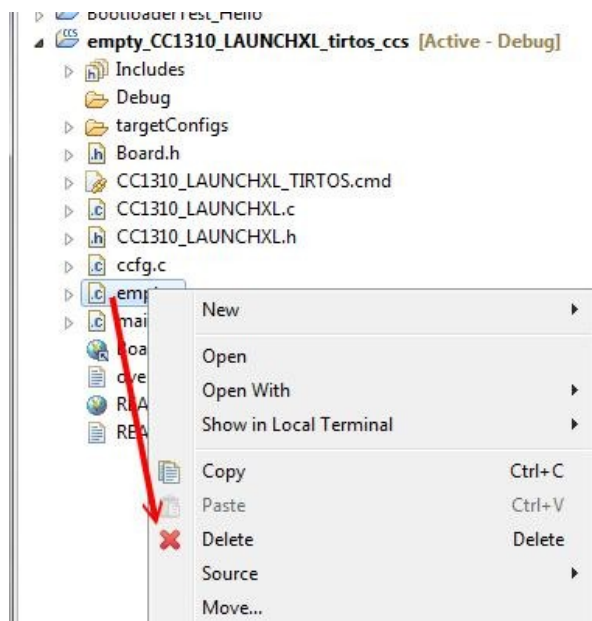 BootloaderTest_Hello
empty_CC1310_LAUNCHXL_tirtos_ccs [Active - Debug]
Includes
Debug
targetConfigs
Board.h
CC1310_LAUNCHXL_TIRTOS.cmd
CC1310_LAUNCHXL.c
CC1310_LAUNCHXL.h
ccfg.c
New
Open
Open With
Show in Local Terminal
Copy Ctrl+C
Paste Ctrl+V
Delete Delete
Source
Move...